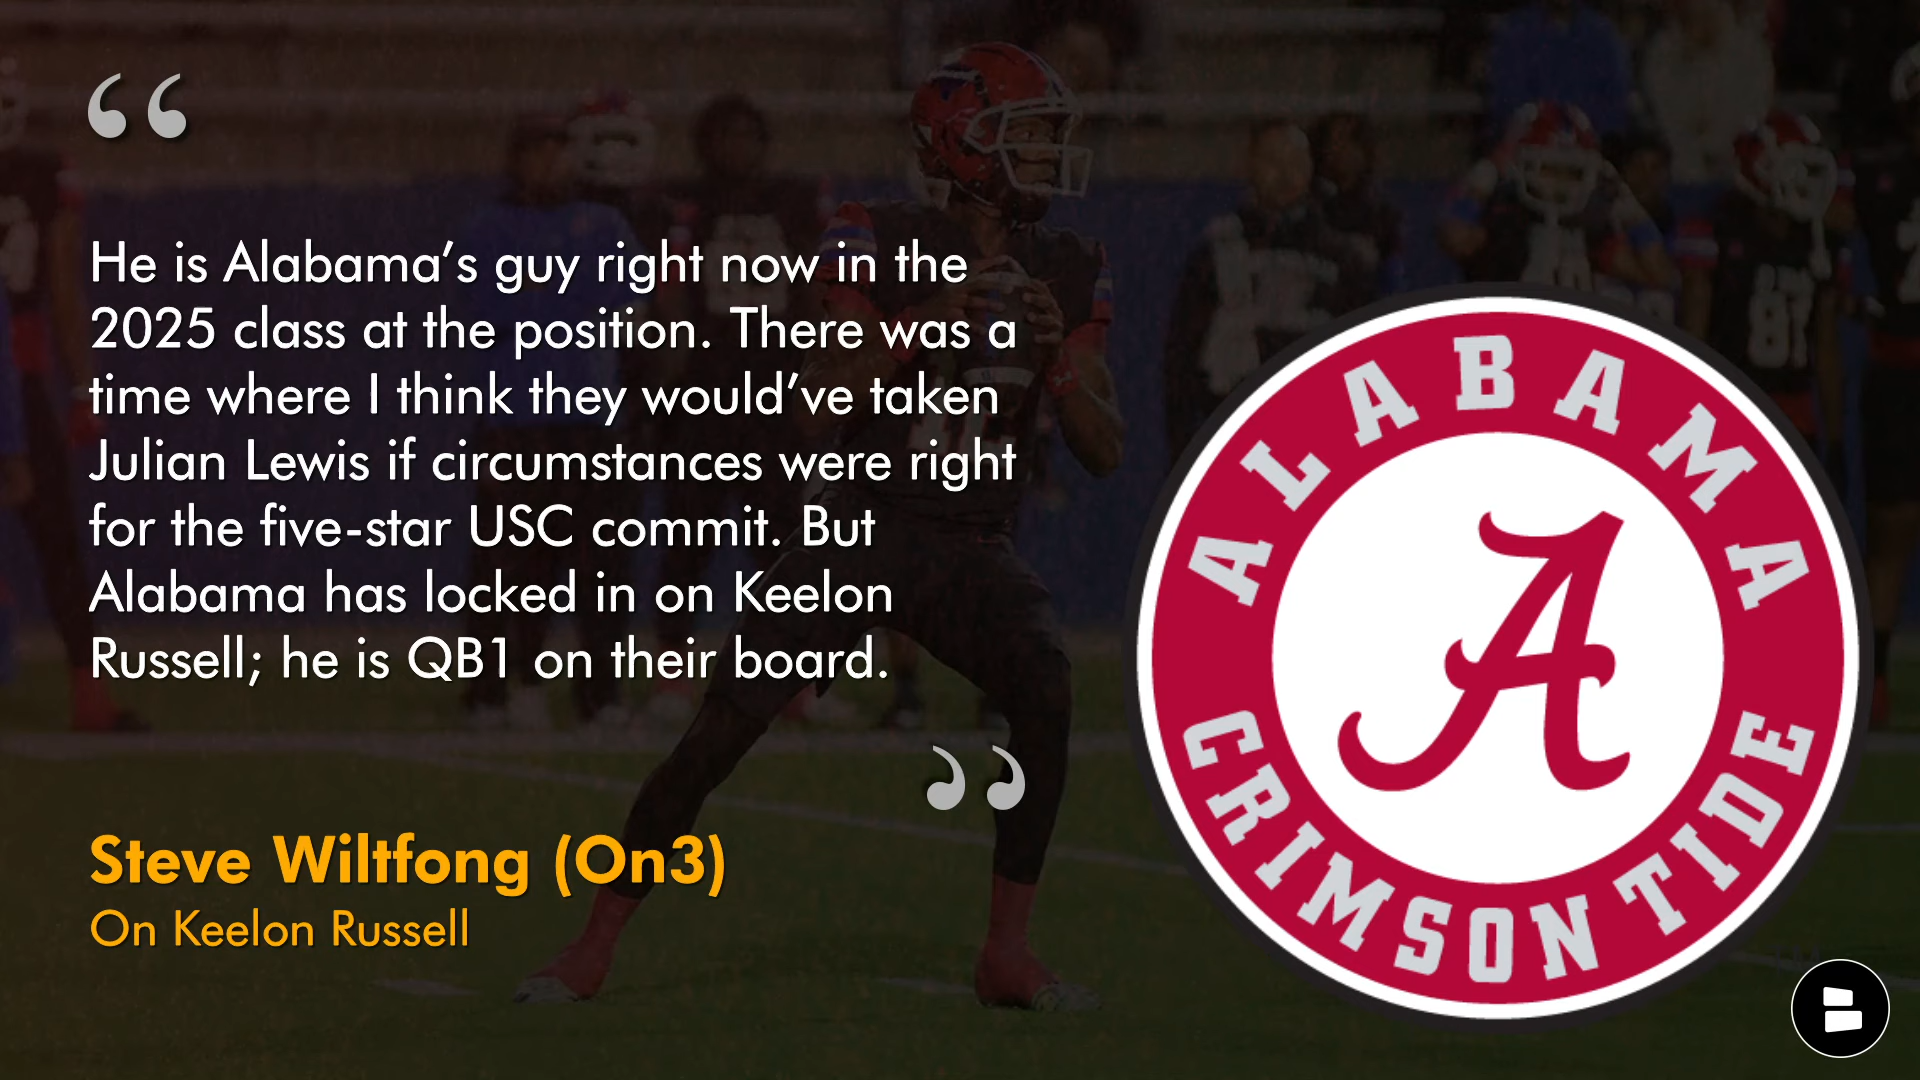 “
He is Alabama’s guy right now in the
2025 class at the position. There was a
time where I think they would’ve taken
Julian Lewis if circumstances were right
for the five-star USC commit. But
Alabama has locked in on Keelon
Russell; he is QB1 on their board.
”
Steve Wiltfong (On3)
On Keelon Russell
ALABAMA
A
CRIMSON TIDE